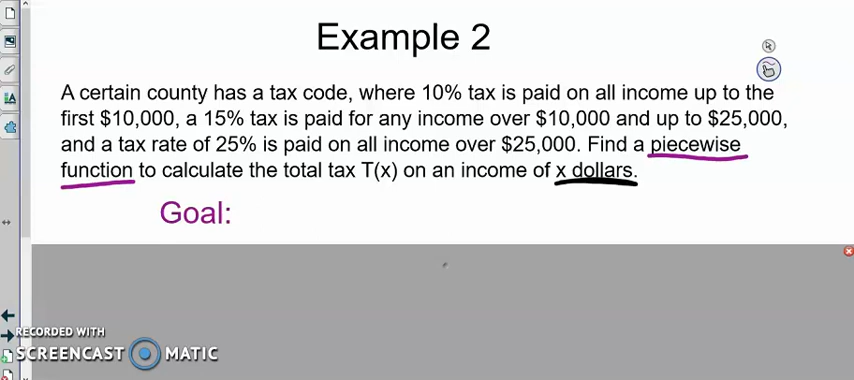 Example 2
A certain county has a tax code, where 10% tax is paid on all income up to the
first $10,000, a 15% tax is paid for any income over $10,000 and up to $25,000,
and a tax rate of 25% is paid on all income over $25,000. Find a piecewise
function to calculate the total tax T(x) on an income of x dollars.
Goal:
RECORDED WITH
SCREENCAST MATIC